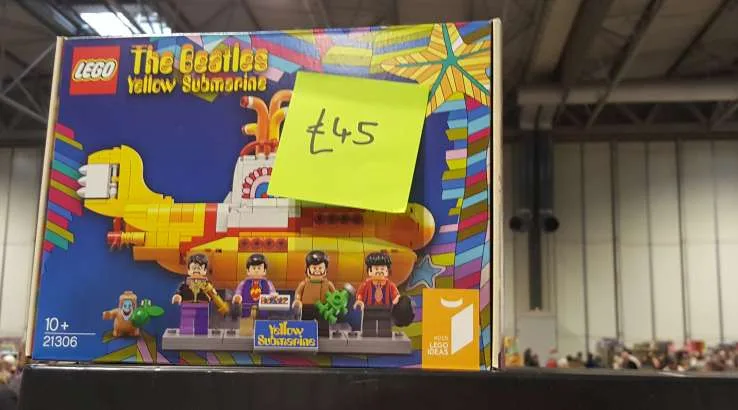 LEGO
The Beatles
Yellow Submarine
£45
10+
21306
Yellow
Submarine
LEGO
IDEAS